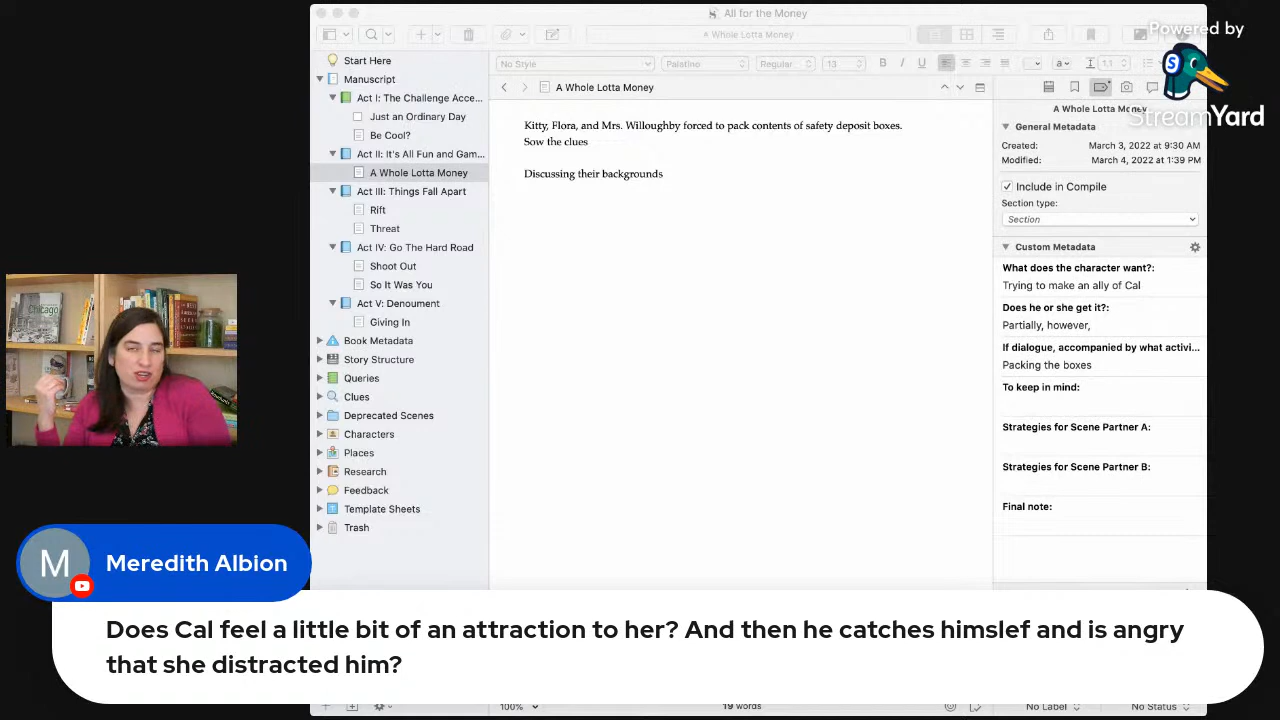 All for the Money
Powered by
StreamYard
A Whole Lotta Money
No Style
Palatino
Regular
13
B I U
a
1.1
Start Here
Manuscript
Act I: The Challenge Acce...
Just an Ordinary Day
Be Cool?
Act II: It's All Fun and Gam...
A Whole Lotta Money
Act III: Things Fall Apart
Rift
Threat
Act IV: Go The Hard Road
Shoot Out
So It Was You
Act V: Denoument
Giving In
Book Metadata
Story Structure
Queries
Clues
Deprecated Scenes
Characters
Places
Research
Feedback
Template Sheets
Trash
A Whole Lotta Money
Kitty, Flora, and Mrs. Willoughby forced to pack contents of safety deposit boxes.
Sow the clues
Discussing their backgrounds
A Whole Lotta Money
General Metadata
Created: March 3, 2022 at 9:30 AM
Modified: March 4, 2022 at 1:39 PM
Include in Compile
Section type:
Section
Custom Metadata
What does the character want?:
Trying to make an ally of Cal
Does he or she get it?:
Partially, however,
If dialogue, accompanied by what activi...
Packing the boxes
To keep in mind:
Strategies for Scene Partner A:
Strategies for Scene Partner B:
Final note:
Chicago
M
Meredith Albion
Does Cal feel a little bit of an attraction to her? And then he catches himslef and is angry
that she distracted him?
100%
19 words
No Label
No Status